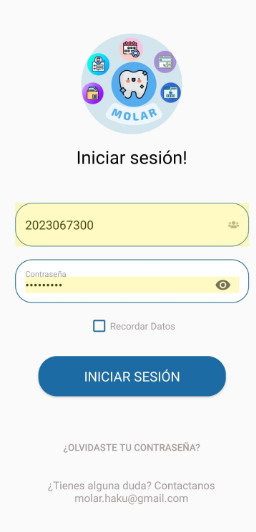 MOLAR
Iniciar sesión!
2023067300
Contraseña
•••••••••
Recordar Datos
INICIAR SESIÓN
¿OLVIDASTE TU CONTRASEÑA?
¿Tienes alguna duda? Contactanos
molar.haku@gmail.com